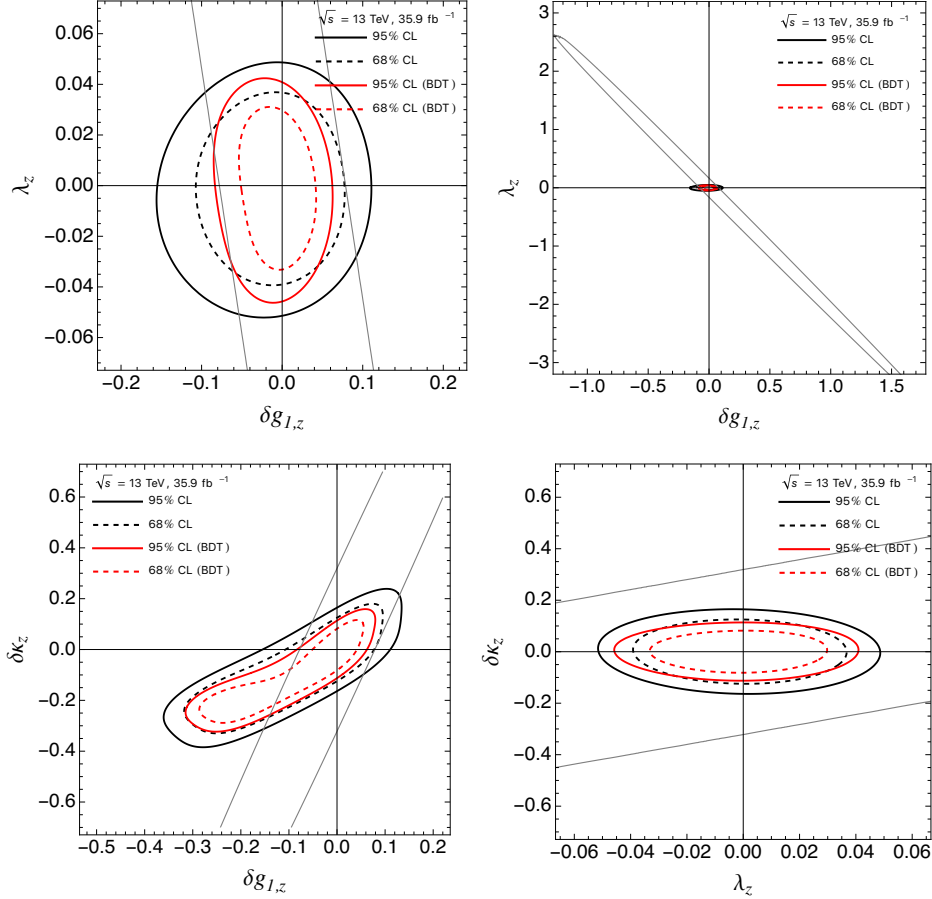 √s = 13 TeV, 35.9 fb⁻¹
95% CL
68% CL
95% CL (BDT)
68% CL (BDT)
0.06
0.04
0.02
0.00
−0.02
−0.04
−0.06
λz
−0.2
−0.1
0.0
0.1
0.2
δg1,z
√s = 13 TeV, 35.9 fb⁻¹
95% CL
68% CL
95% CL (BDT)
68% CL (BDT)
3
2
1
0
−1
−2
−3
λz
−1.0
−0.5
0.0
0.5
1.0
1.5
δg1,z
√s = 13 TeV, 35.9 fb⁻¹
95% CL
68% CL
95% CL (BDT)
68% CL (BDT)
0.6
0.4
0.2
0.0
−0.2
−0.4
−0.6
δκz
−0.5
−0.4
−0.3
−0.2
−0.1
0.0
0.1
0.2
δg1,z
√s = 13 TeV, 35.9 fb⁻¹
95% CL
68% CL
95% CL (BDT)
68% CL (BDT)
0.6
0.4
0.2
0.0
−0.2
−0.4
−0.6
δκz
−0.06
−0.04
−0.02
0.00
0.02
0.04
0.06
λz